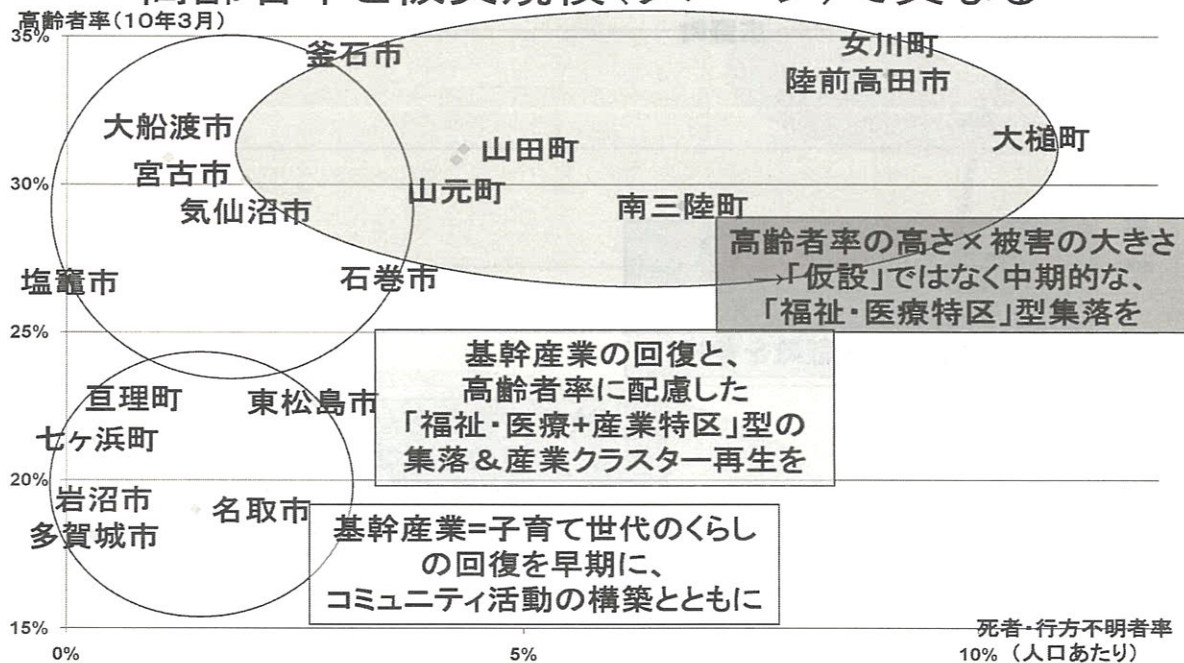 高齢者率(10年3月)
35%
釜石市
女川町
陸前高田市
大船渡市
山田町
大槌町
宮古市
30%
山元町
南三陸町
気仙沼市
高齢者率の高さ×被害の大きさ
→「仮設」ではなく中期的な、
「福祉・医療特区」型集落を
塩竈市
石巻市
25%
基幹産業の回復と、
高齢者率に配慮した
「福祉・医療+産業特区」型の
集落&産業クラスター再生を
亘理町
東松島市
七ヶ浜町
20%
岩沼市
名取市
多賀城市
基幹産業=子育て世代のくらし
の回復を早期に、
コミュニティ活動の構築とともに
15%
死者・行方不明者率
0%
5%
10%(人口あたり)